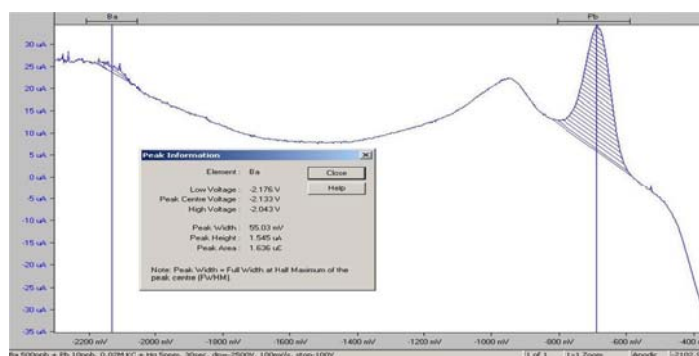 Ba
Pb
30 uA
25 uA
20 uA
15 uA
10 uA
5 uA
0 uA
-5 uA
-10 uA
-15 uA
-20 uA
-25 uA
-30 uA
-35 uA
Peak Information
Element : Ba
Close
Low Voltage : -2.176 V
Help
Peak Centre Voltage : -2.133 V
High Voltage : -2.043 V
Peak Width : 55.03 mV
Peak Height : 1.545 uA
Peak Area : 1.636 uC
Note: Peak Width = Full Width at Half Maximum of the
peak centre (FWHM).
-2200 mV
-2000 mV
-1800 mV
-1600 mV
-1400 mV
-1200 mV
-1000 mV
-800 mV
-600 mV